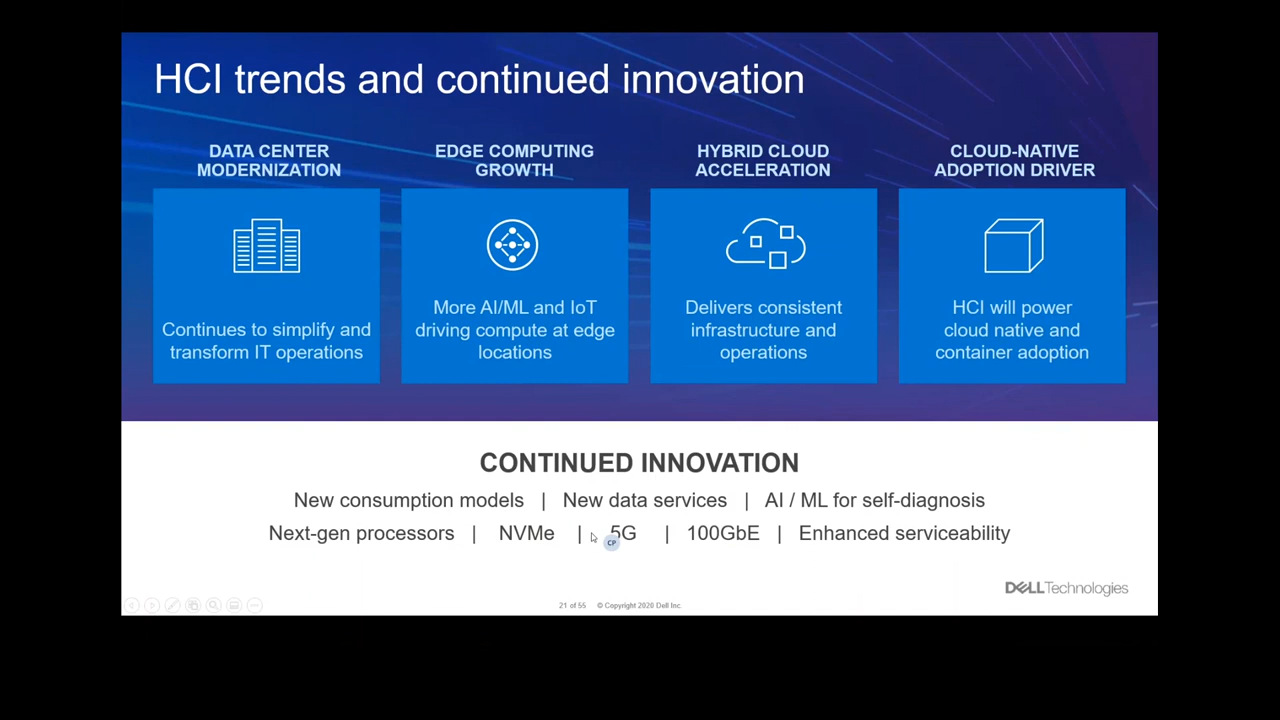 HCI trends and continued innovation
DATA CENTER
MODERNIZATION
Continues to simplify and
transform IT operations
EDGE COMPUTING
GROWTH
More AI/ML and IoT
driving compute at edge
locations
HYBRID CLOUD
ACCELERATION
Delivers consistent
infrastructure and
operations
CLOUD-NATIVE
ADOPTION DRIVER
HCI will power
cloud native and
container adoption
CONTINUED INNOVATION
New consumption models | New data services | AI / ML for self-diagnosis
Next-gen processors | NVMe | 5G | 100GbE | Enhanced serviceability
CP
DELLTechnologies
21 of 55 © Copyright 2020 Dell Inc.